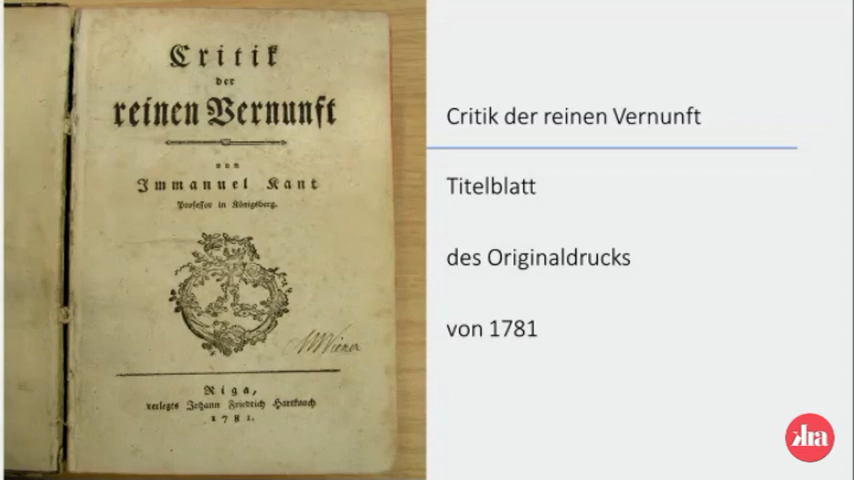 Critik
der
reinen Vernunft
von
Immanuel Kant
Professor in Königsberg.
Riga,
verlegts Johann Friedrich Hartknoch
1781.
Critik der reinen Vernunft
Titelblatt
des Originaldrucks
von 1781